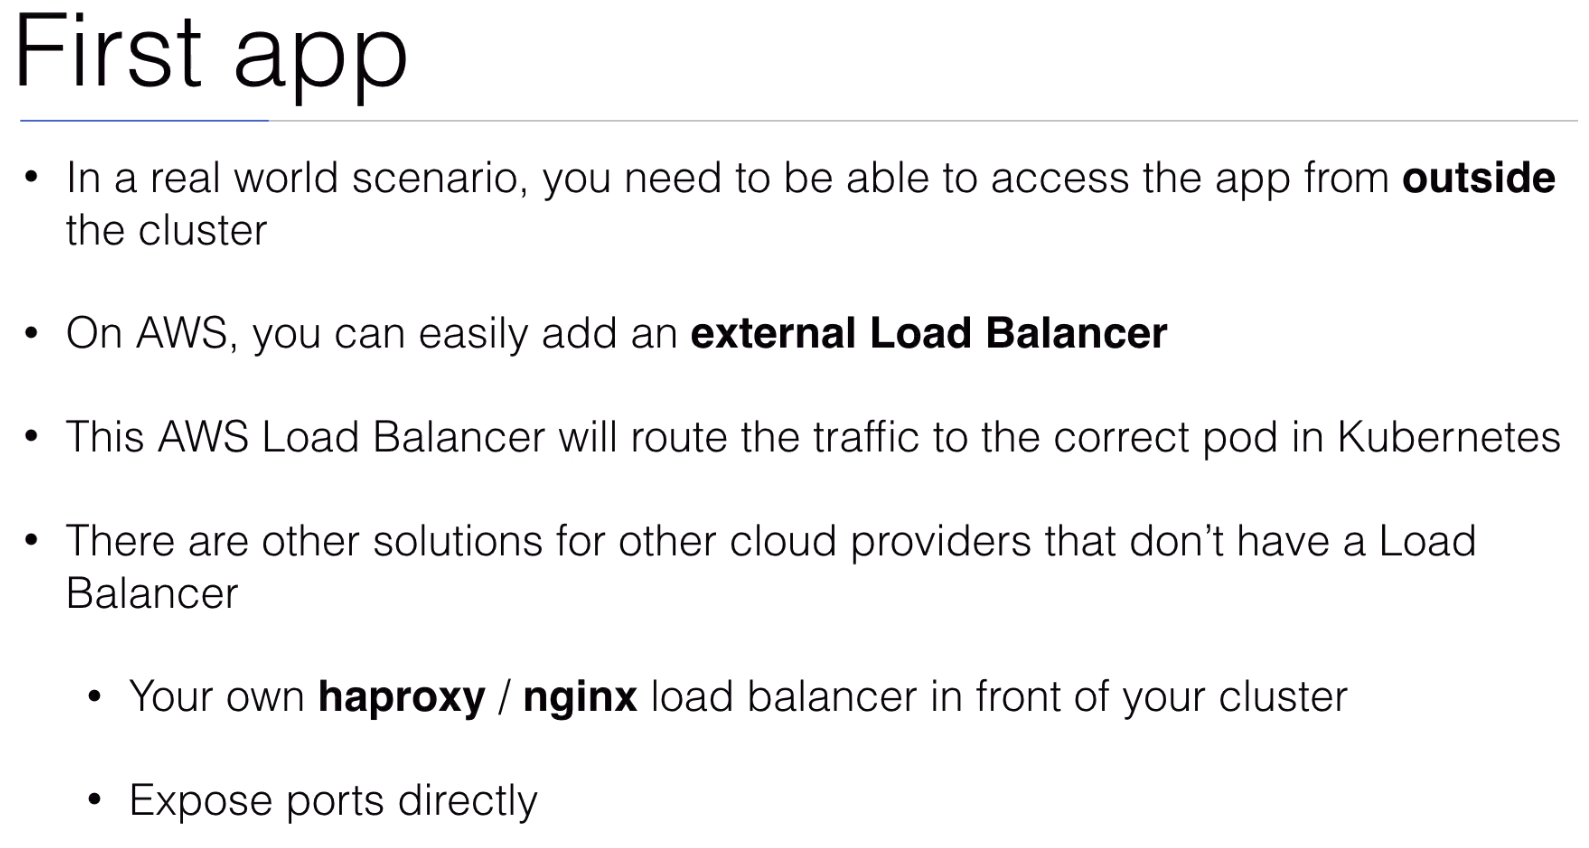 First app
• In a real world scenario, you need to be able to access the app from outside
the cluster
• On AWS, you can easily add an external Load Balancer
• This AWS Load Balancer will route the traffic to the correct pod in Kubernetes
• There are other solutions for other cloud providers that don’t have a Load
Balancer
• Your own haproxy / nginx load balancer in front of your cluster
• Expose ports directly